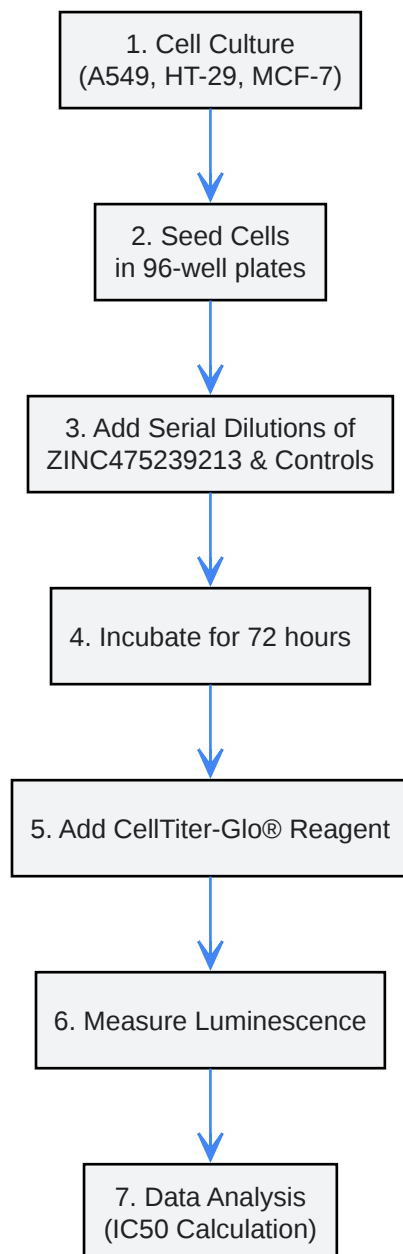 1. Cell Culture
(A549, HT-29, MCF-7)
2. Seed Cells
in 96-well plates
3. Add Serial Dilutions of
ZINC475239213 & Controls
4. Incubate for 72 hours
5. Add CellTiter-Glo® Reagent
6. Measure Luminescence
7. Data Analysis
(IC50 Calculation)